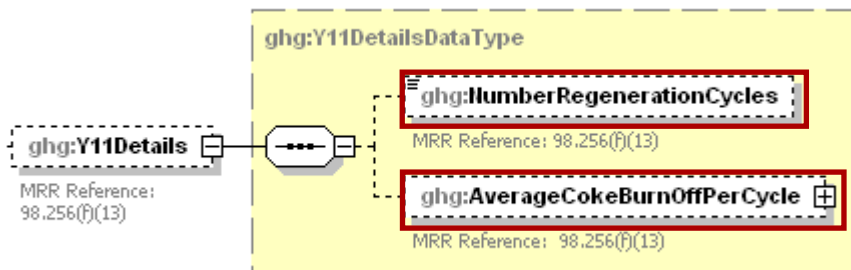 ghg:Y11DetailsDataType
ghg:NumberRegenerationCycles
MRR Reference: 98.256(f)(13)
ghg:Y11Details
MRR Reference:
98.256(f)(13)
ghg:AverageCokeBurnOffPerCycle
MRR Reference: 98.256(f)(13)